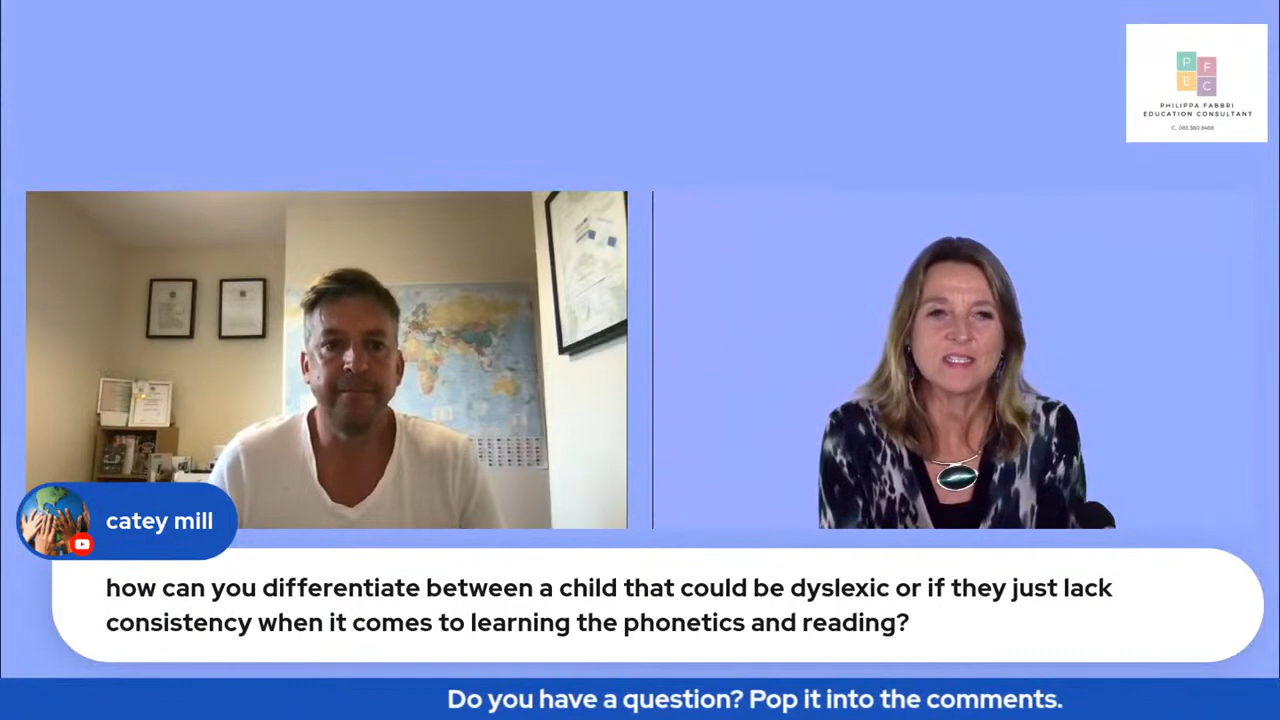 P F
E C
PHILIPPA FABBRI
EDUCATION CONSULTANT
catey mill
how can you differentiate between a child that could be dyslexic or if they just lack
consistency when it comes to learning the phonetics and reading?
Do you have a question? Pop it into the comments.